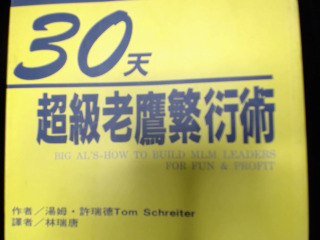 30天
超級老鷹繁衍術
BIG AL'S-HOW TO BUILD MLM LEADERS
FOR FUN & PROFIT
作者／湯姆·許瑞德Tom Schreiter
譯者／林瑞唐